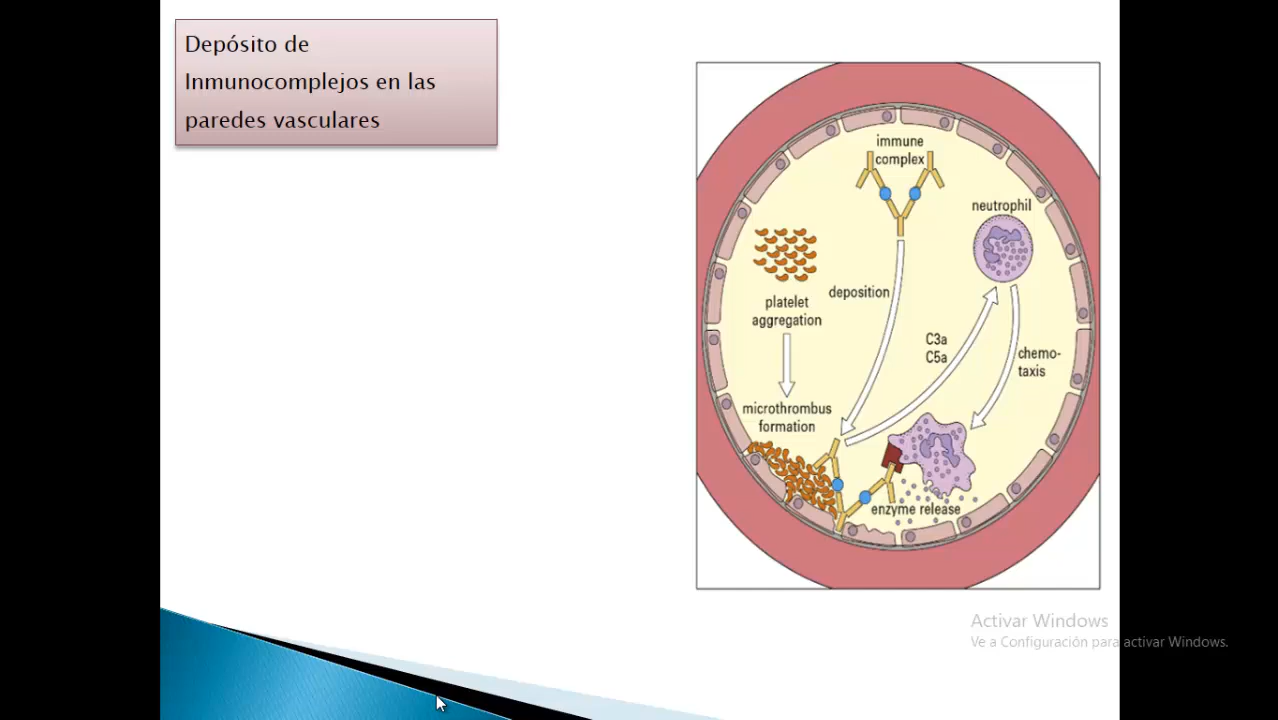 Depósito de
Inmunocomplejos en las
paredes vasculares
immune
complex
neutrophil
platelet
aggregation
deposition
C3a
C5a
chemo-
taxis
microthrombus
formation
enzyme release
Activar Windows
Ve a Configuración para activar Windows.